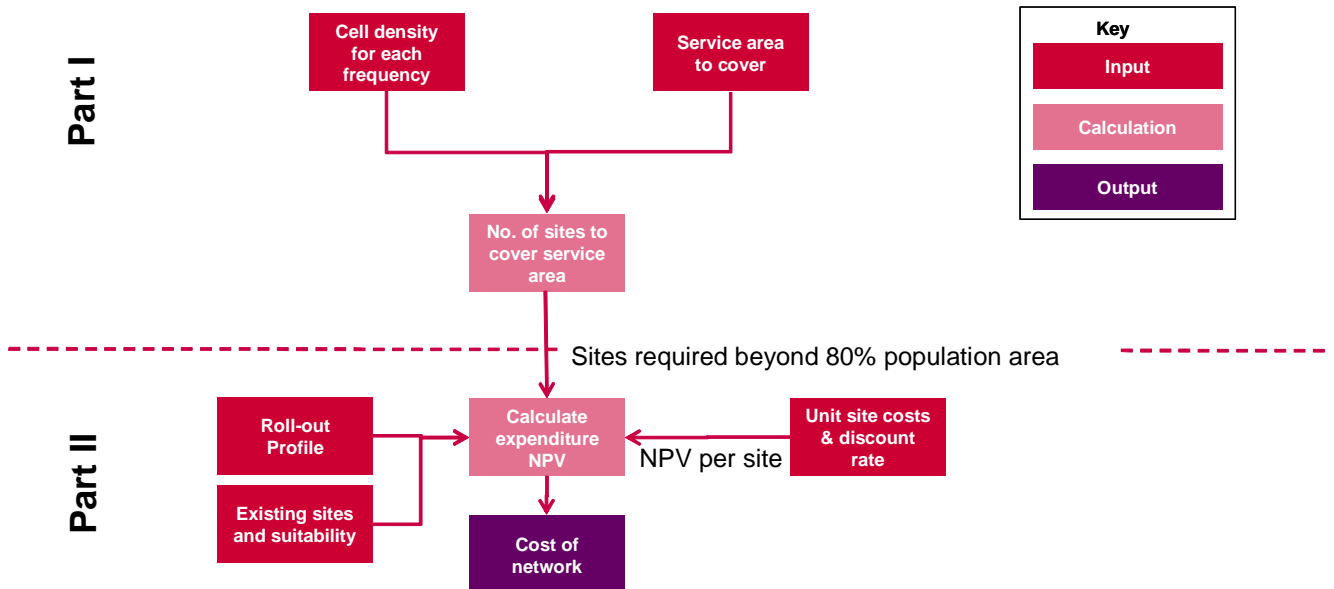 Part I
Cell density
for each
frequency
Service area
to cover
Key
Input
Calculation
Output
No. of sites to
cover service
area
Sites required beyond 80% population area
Part II
Roll-out
Profile
Existing sites
and suitability
Calculate
expenditure
NPV
NPV per site
Unit site costs
& discount
rate
Cost of
network